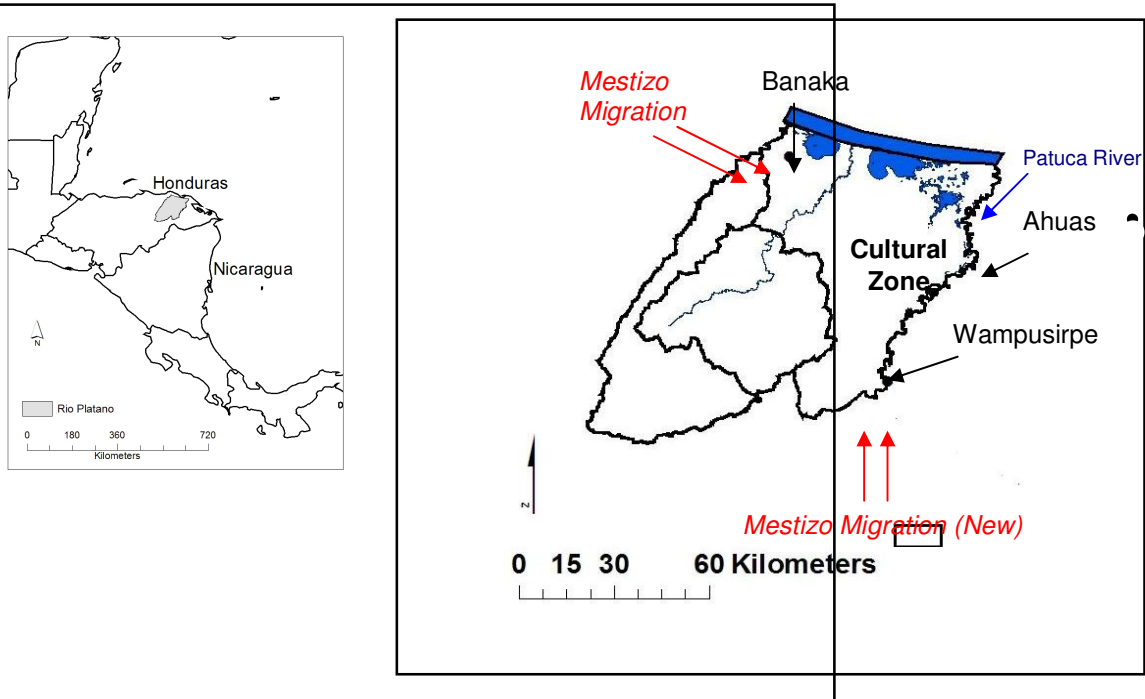 Honduras
Nicaragua
N
Rio Platano
0 180 360 720
Kilometers
Mestizo
Migration
Banaka
Patuca River
Ahuas
Cultural
Zone
Wampusirpe
Mestizo Migration (New)
N
0 15 30 60 Kilometers